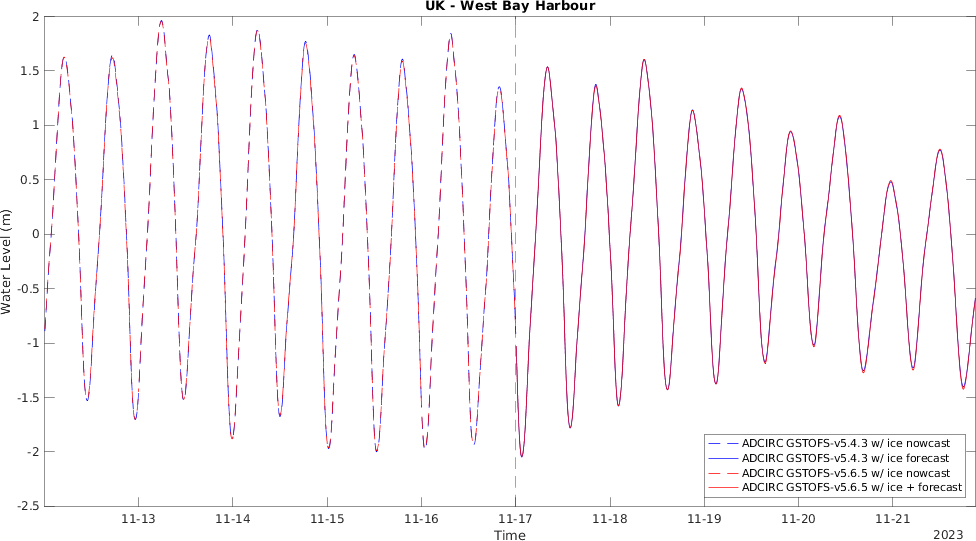 UK - West Bay Harbour
2
1.5
1
0.5
0
-0.5
-1
-1.5
-2
-2.5
Water Level (m)
11-13 11-14 11-15 11-16 11-17 11-18 11-19 11-20 11-21
Time
2023
ADCIRC GSTOFS-v5.4.3 w/ ice nowcast
ADCIRC GSTOFS-v5.4.3 w/ ice forecast
ADCIRC GSTOFS-v5.6.5 w/ ice nowcast
ADCIRC GSTOFS-v5.6.5 w/ ice + forecast